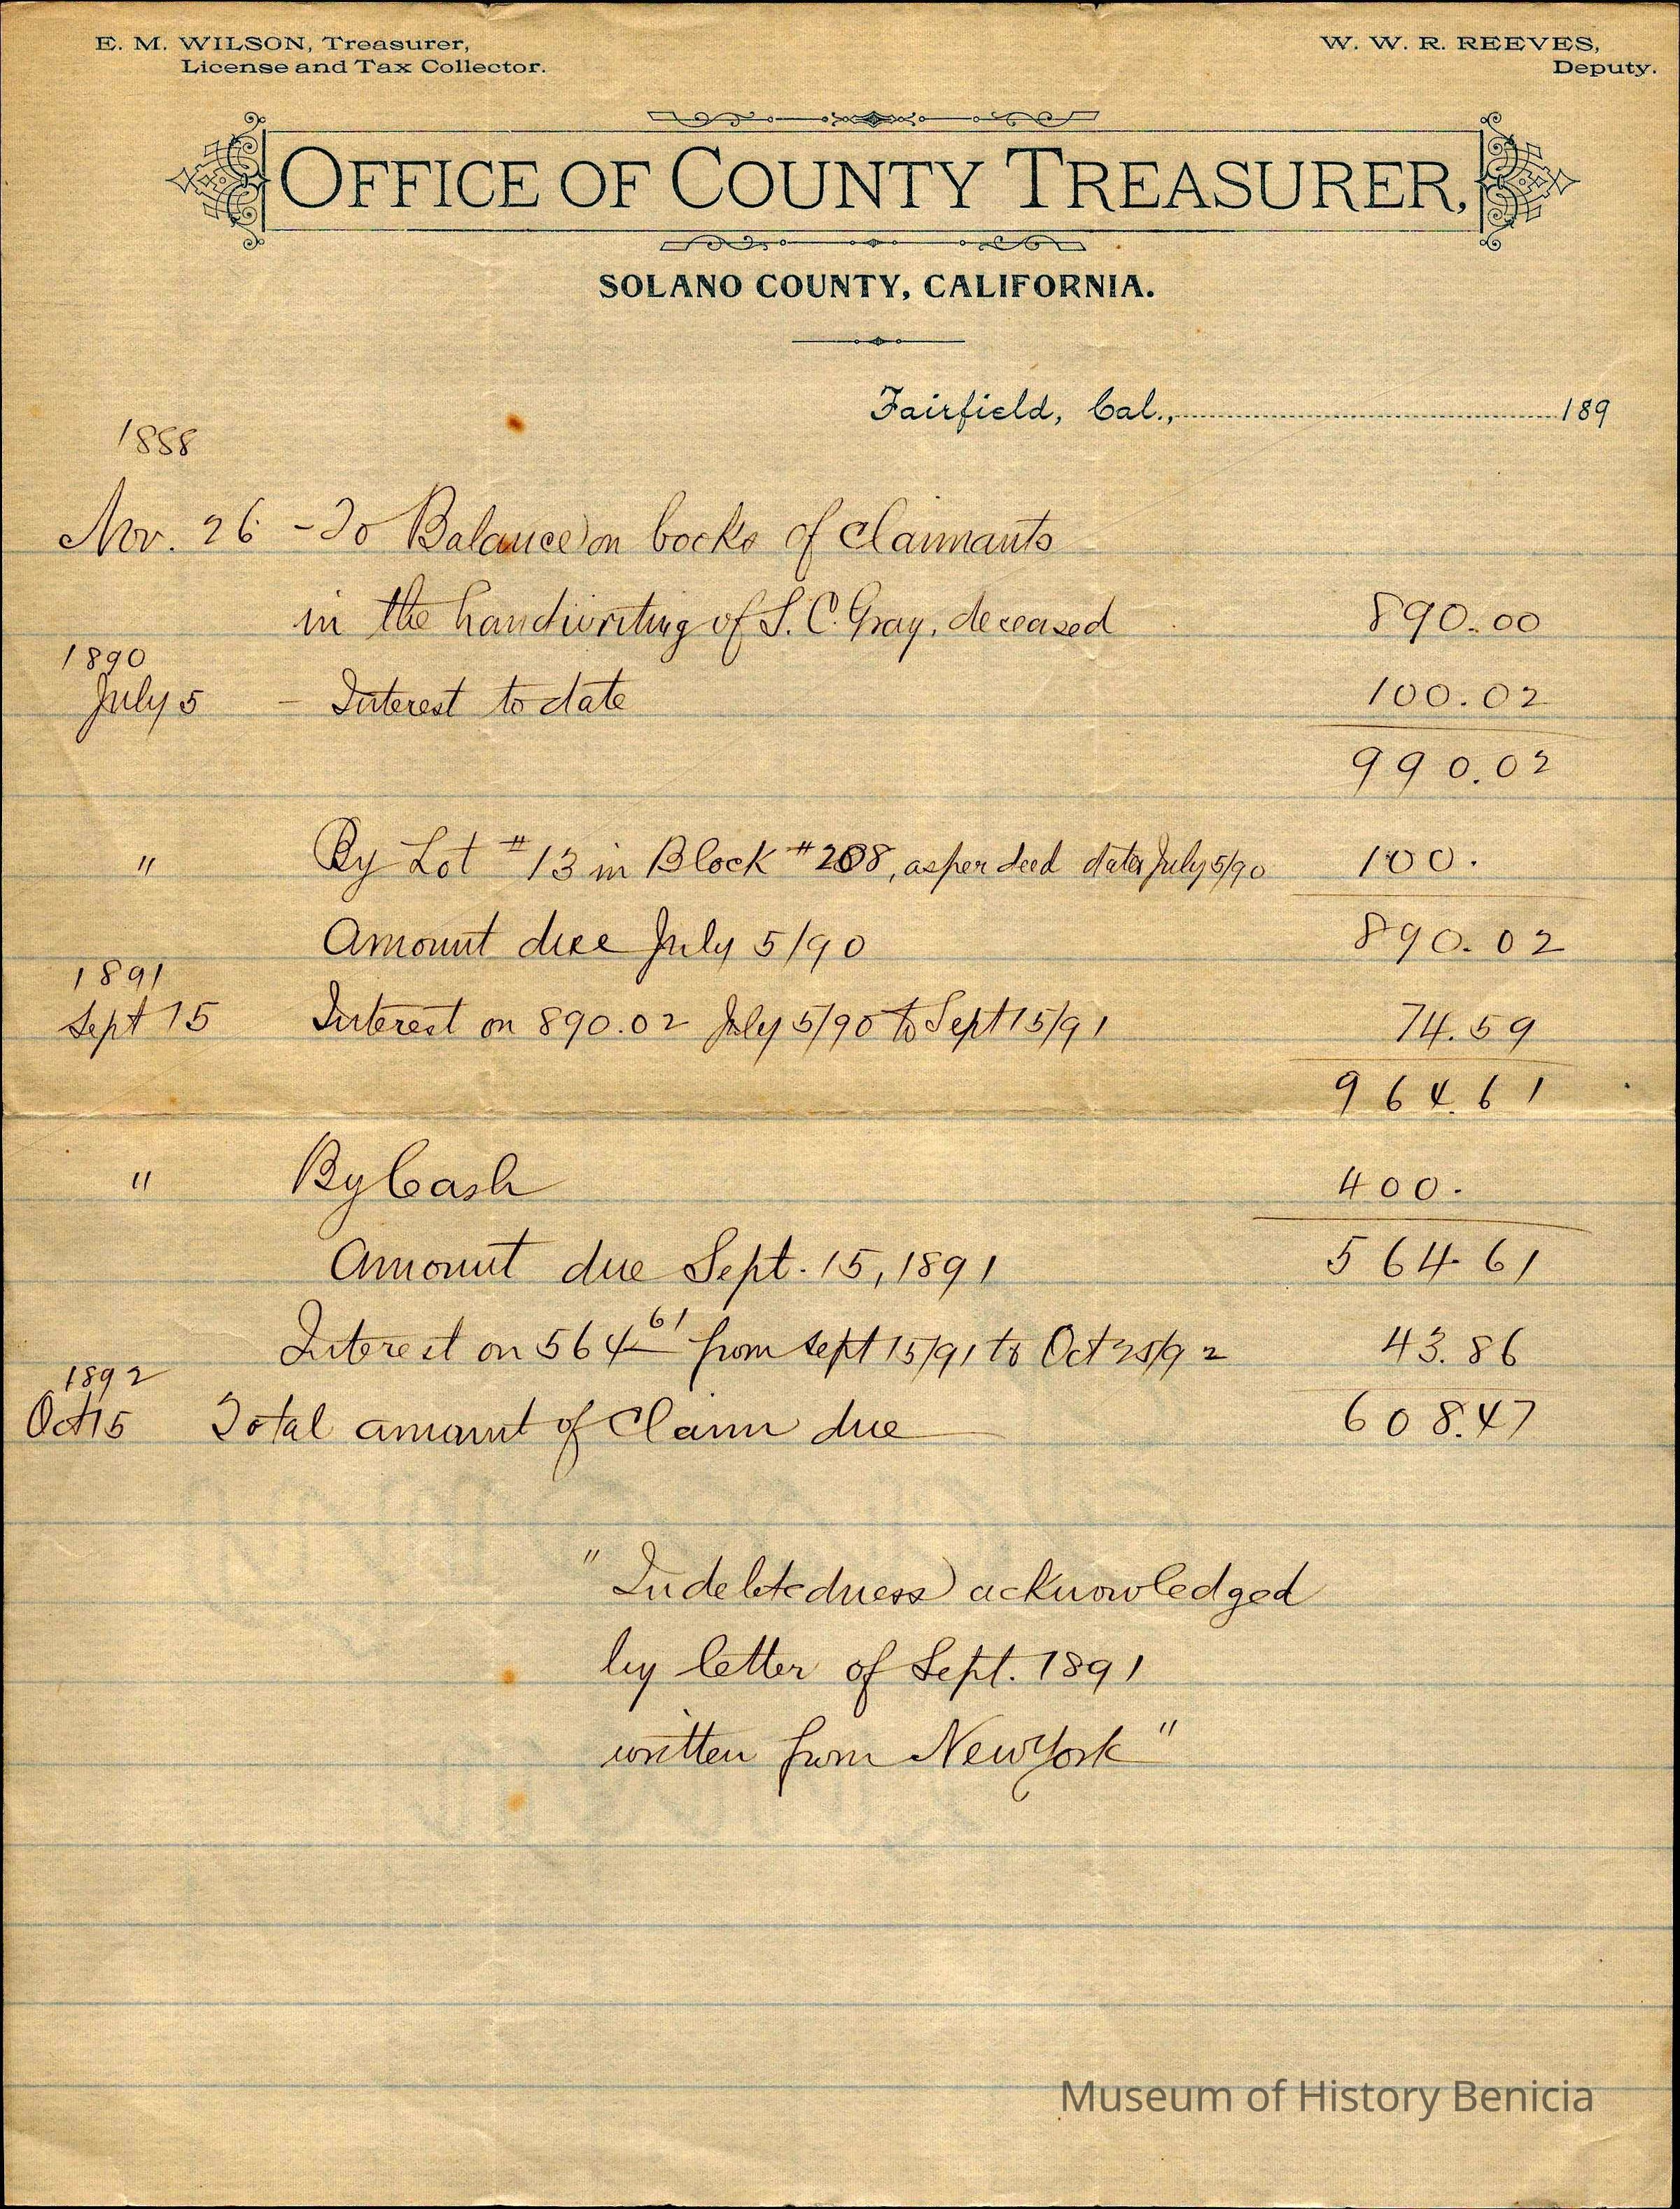 E. M. WILSON, Treasurer,
License and Tax Collector.
W. W. R. REEVES,
Deputy.
OFFICE OF COUNTY TREASURER,
SOLANO COUNTY, CALIFORNIA.
Fairfield, Cal., 189
1888
Nov. 26 - To Balance on books of Claimants
in the handwriting of S. C. Gray, deceased 890.00
1890
July 5 - Interest to date 100.02
990.02
" By Lot #13 in Block #208, as per deed dated July 5/90 100.
Amount due July 5/90 890.02
1891
Sept 15 Interest on 890.02 July 5/90 to Sept 15/91 74.59
964.61
" By Cash 400.
Amount due Sept. 15, 1891 564.61
Interest on 564 61 from Sept 15/91 to Oct 25/92 43.86
1892
Oct 15 Total amount of Claim due 608.47
"Indebtedness acknowledged
by letter of Sept. 1891
written from New York"
Museum of History Benicia